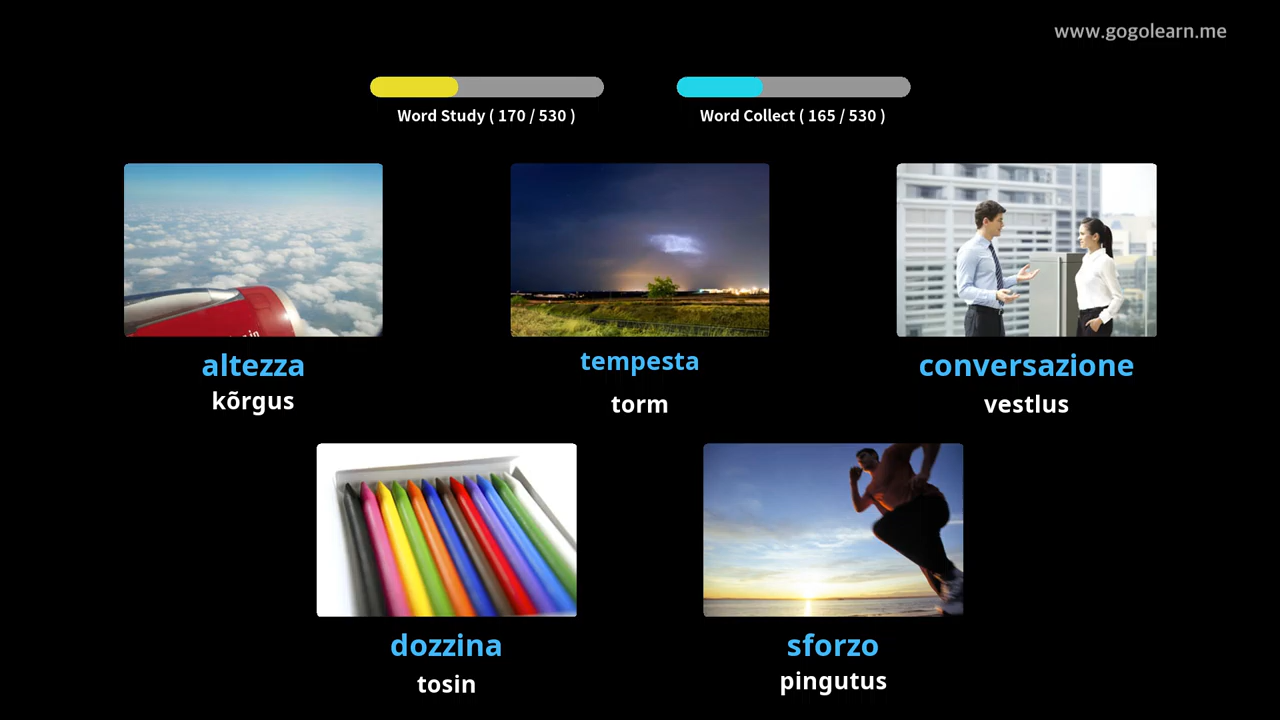 www.gogolearn.me
Word Study ( 170 / 530 )
Word Collect ( 165 / 530 )
altezza
kõrgus
tempesta
torm
conversazione
vestlus
dozzina
tosin
sforzo
pingutus